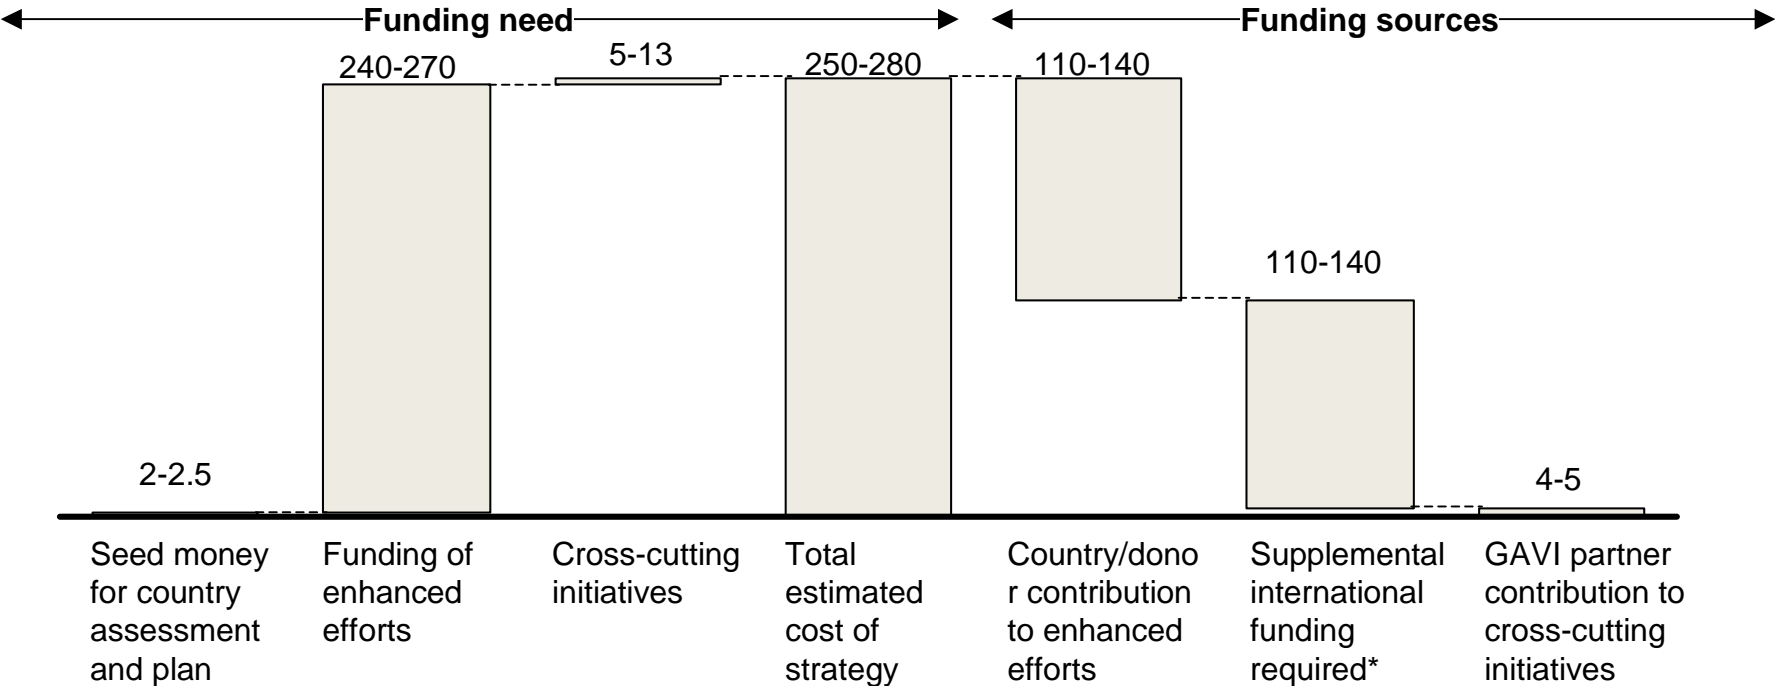 Funding need
Funding sources
240-270
5-13
250-280
110-140
110-140
2-2.5
4-5
Seed money
for country
assessment
and plan
Funding of
enhanced
efforts
Cross-cutting
initiatives
Total
estimated
cost of
strategy
Country/dono
r contribution
to enhanced
efforts
Supplemental
international
funding
required*
GAVI partner
contribution to
cross-cutting
initiatives